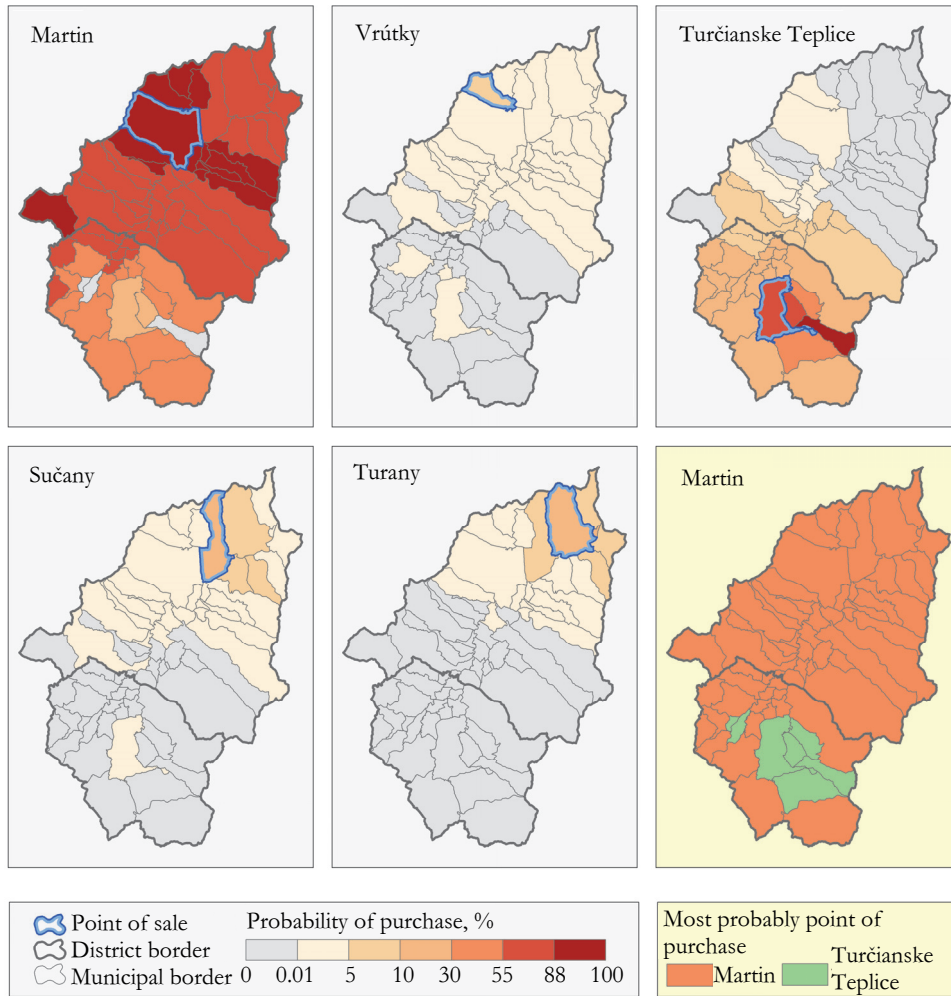 Martin
Vrútky
Turčianske Teplice
Sučany
Turany
Martin
Point of sale
District border
Municipal border
Probability of purchase, %
0 0.01 5 10 30 55 88 100
Most probably point of
purchase
Martin
Turčianske
Teplice